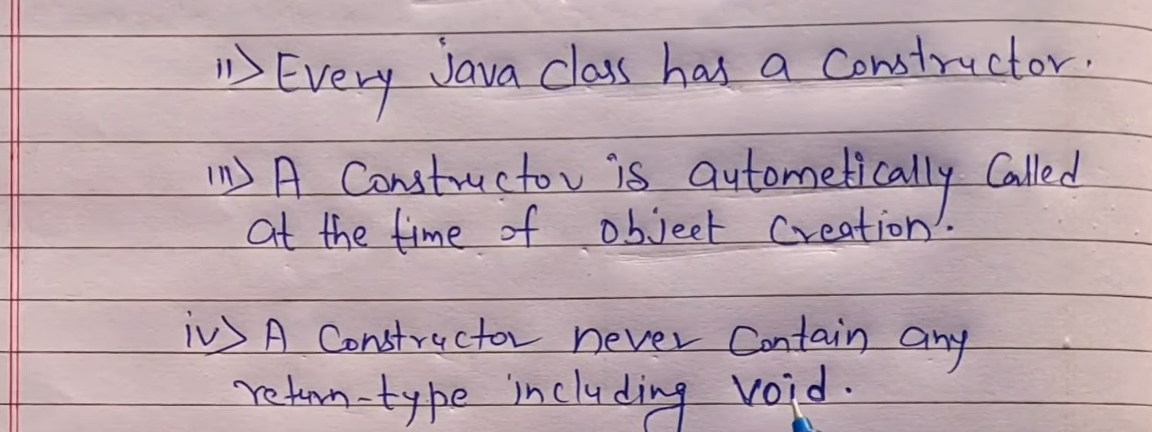 ii> Every java class has a constructor.
iii> A constructor is autometically called
at the time of object creation.
iv> A constructor never contain any
return-type including void.